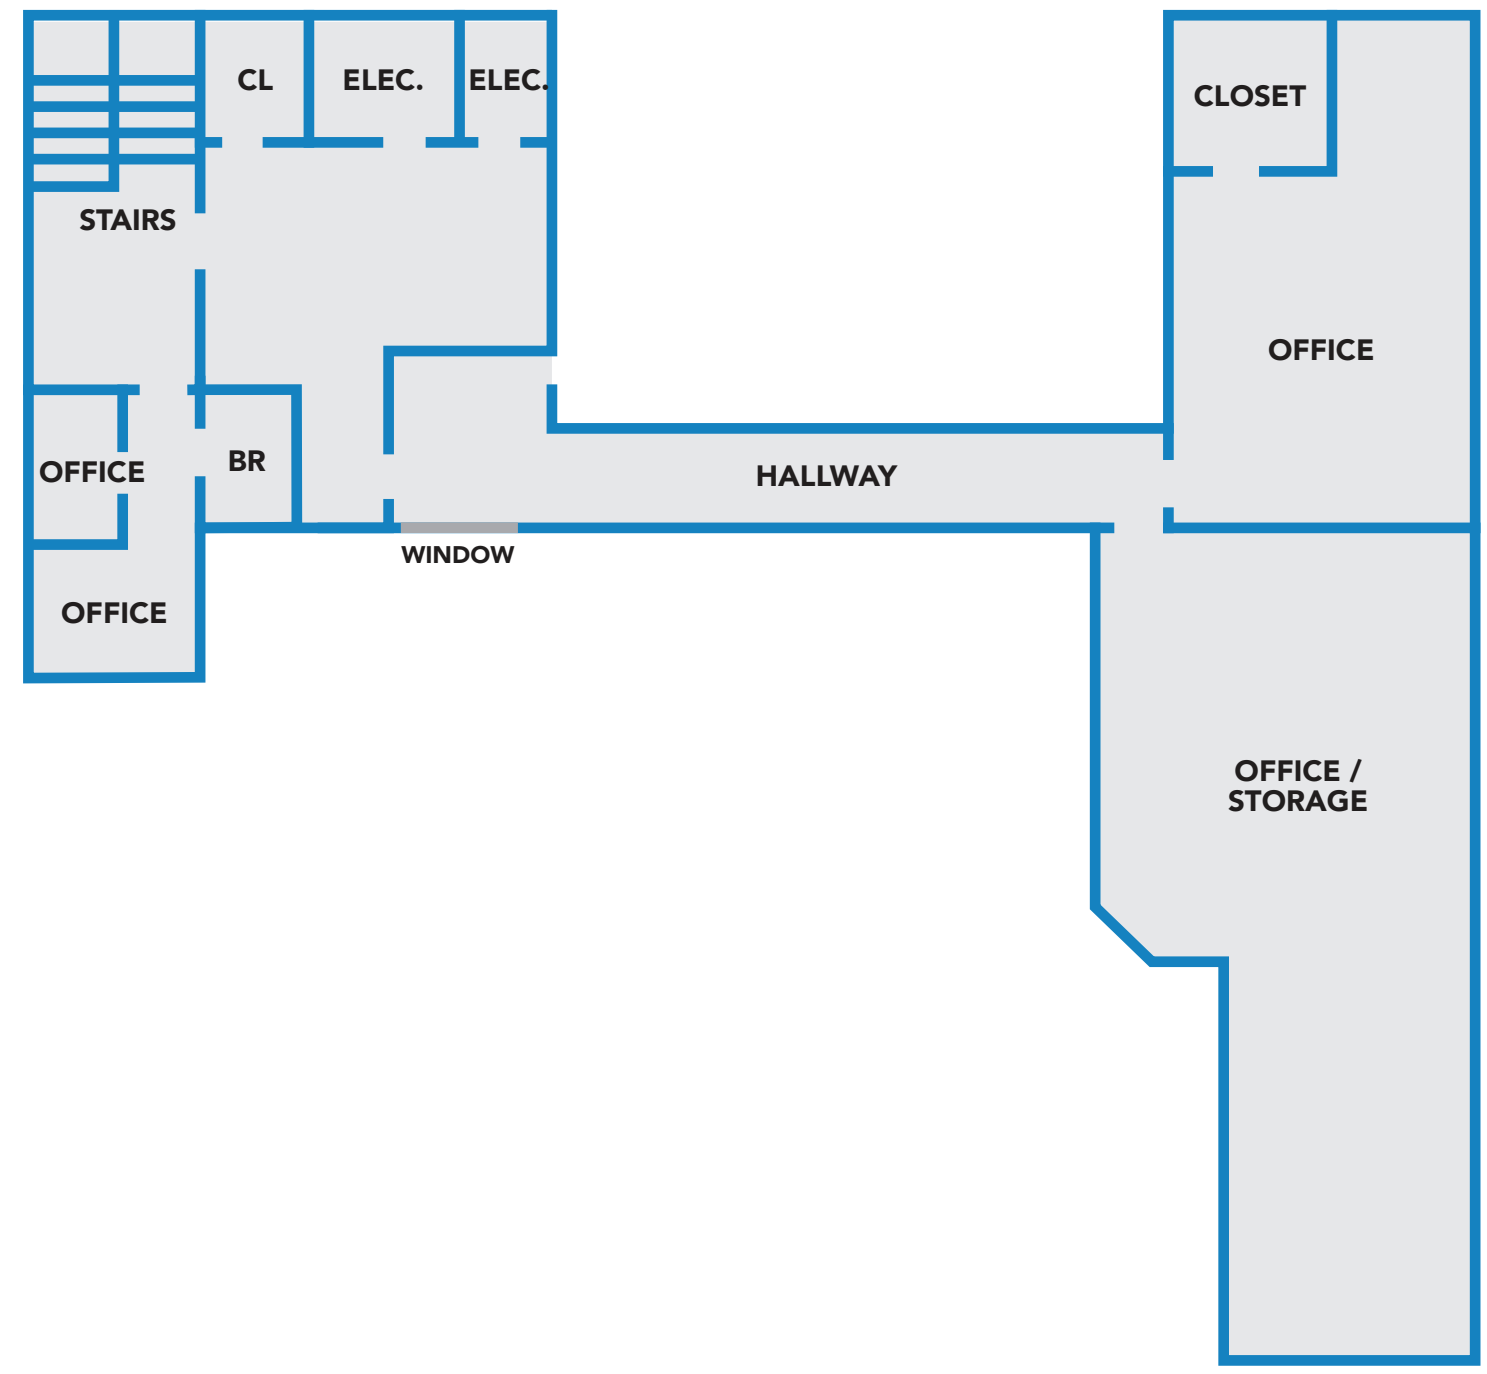 CL
ELEC.
ELEC.
CLOSET
STAIRS
OFFICE
OFFICE
BR
HALLWAY
WINDOW
OFFICE
OFFICE /
STORAGE